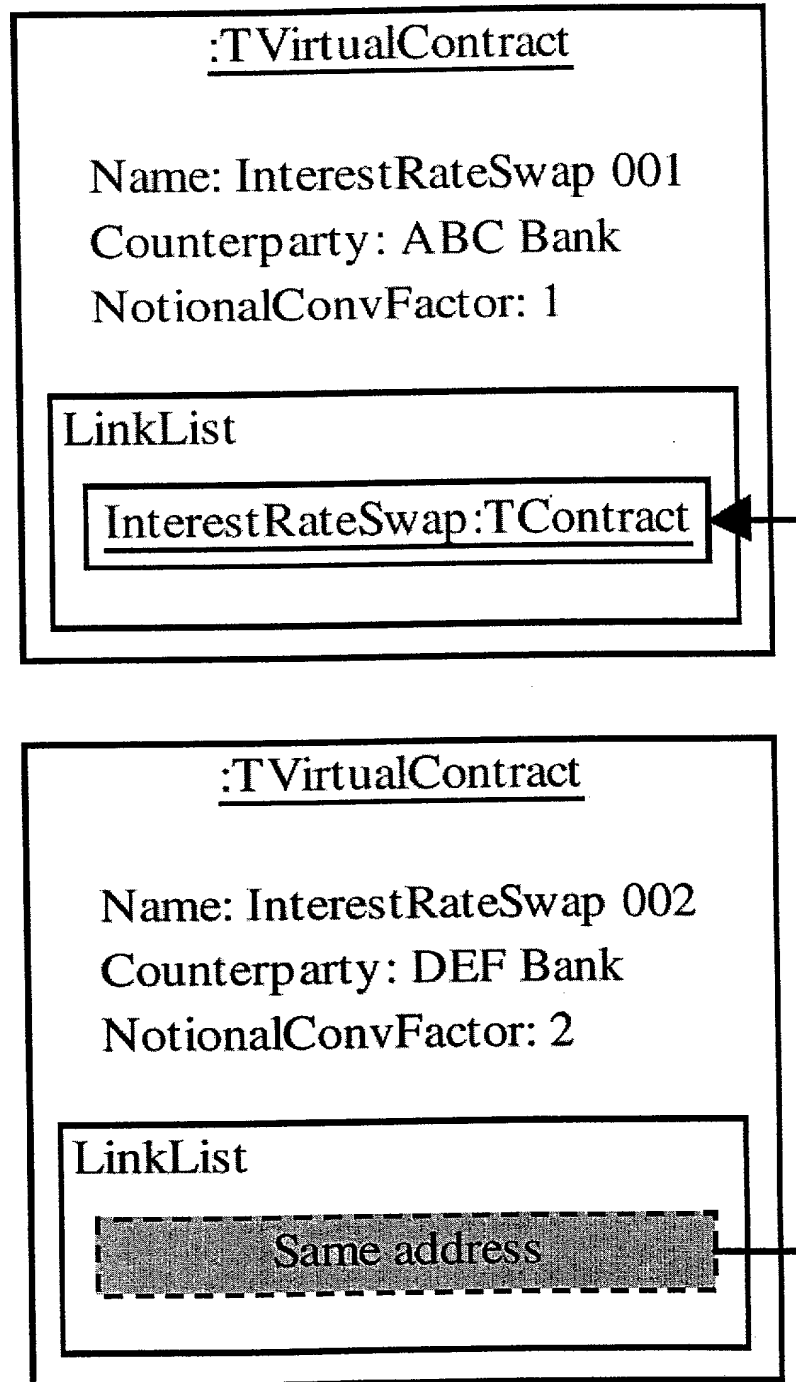 :TVirtualContract
Name: InterestRateSwap 001
Counterparty: ABC Bank
NotionalConvFactor: 1
LinkList
InterestRateSwap:TContract
:TVirtualContract
Name: InterestRateSwap 002
Counterparty: DEF Bank
NotionalConvFactor: 2
LinkList
Same address